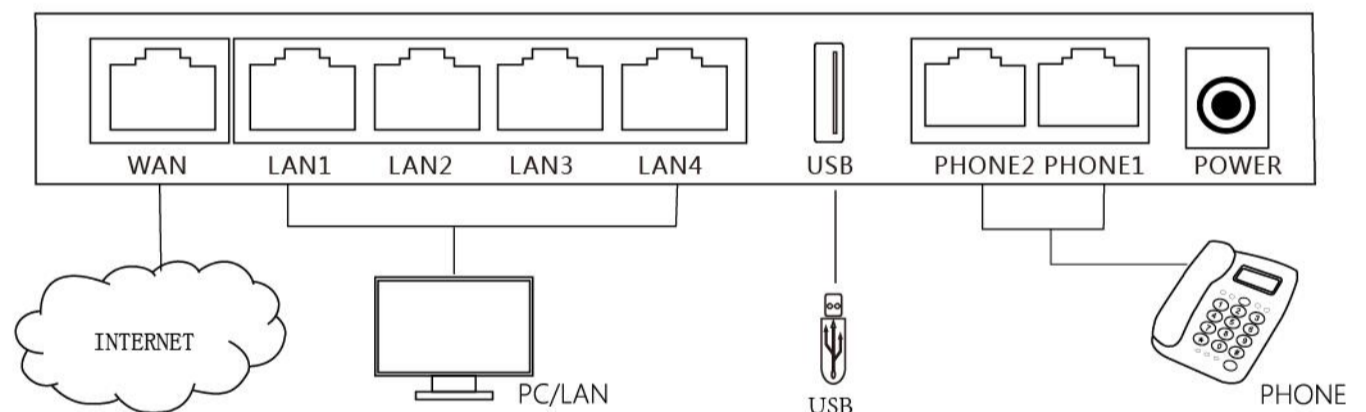 WAN LAN1 LAN2 LAN3 LAN4 USB PHONE2 PHONE1 POWER
INTERNET
PC/LAN
USB
PHONE